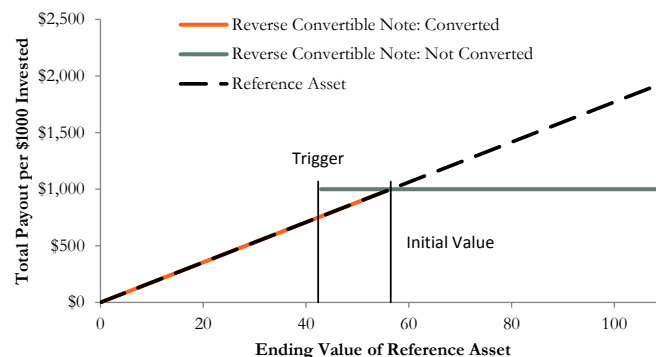 $2,500
Reverse Convertible Note: Converted
Reverse Convertible Note: Not Converted
Reference Asset
$2,000
$1,500
$1,000
$500
$0
Total Payout per $1000 Invested
Trigger
Initial Value
0 20 40 60 80 100
Ending Value of Reference Asset